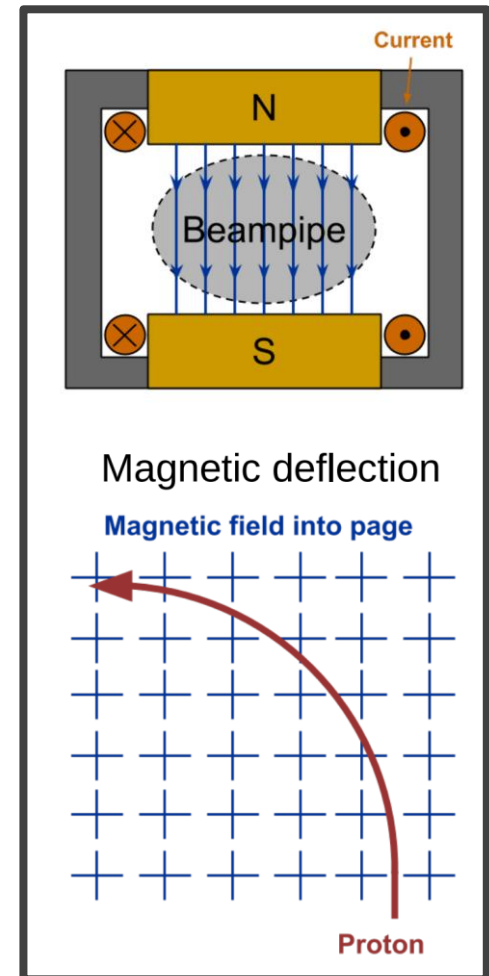 Current
N
Beampipe
S
Magnetic deflection
Magnetic field into page
Proton